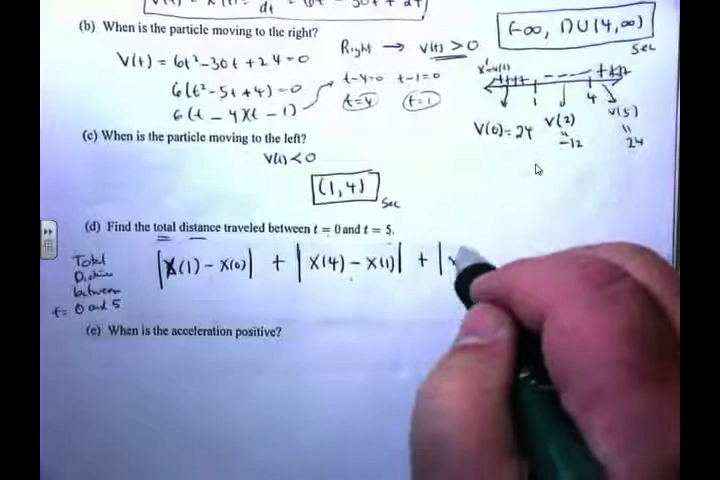 (b) When is the particle moving to the right?
Right → v(t) > 0
(-∞, 1) U (4, ∞)
sec
V(t) = 6t² - 30t + 24 = 0
6(t² - 5t + 4) = 0
6(t - 4)(t - 1)
t-4=0 t-1=0
t=4 t=1
++++ --- ++++
1 4
V(0) = 24 V(2) V(5)
= -12 = 24
(c) When is the particle moving to the left?
V(t) < 0
(1, 4) sec
(d) Find the total distance traveled between t = 0 and t = 5.
Total
between
t = 0 and 5
|X(1) - X(0)| + |X(4) - X(1)| + |
(e) When is the acceleration positive?